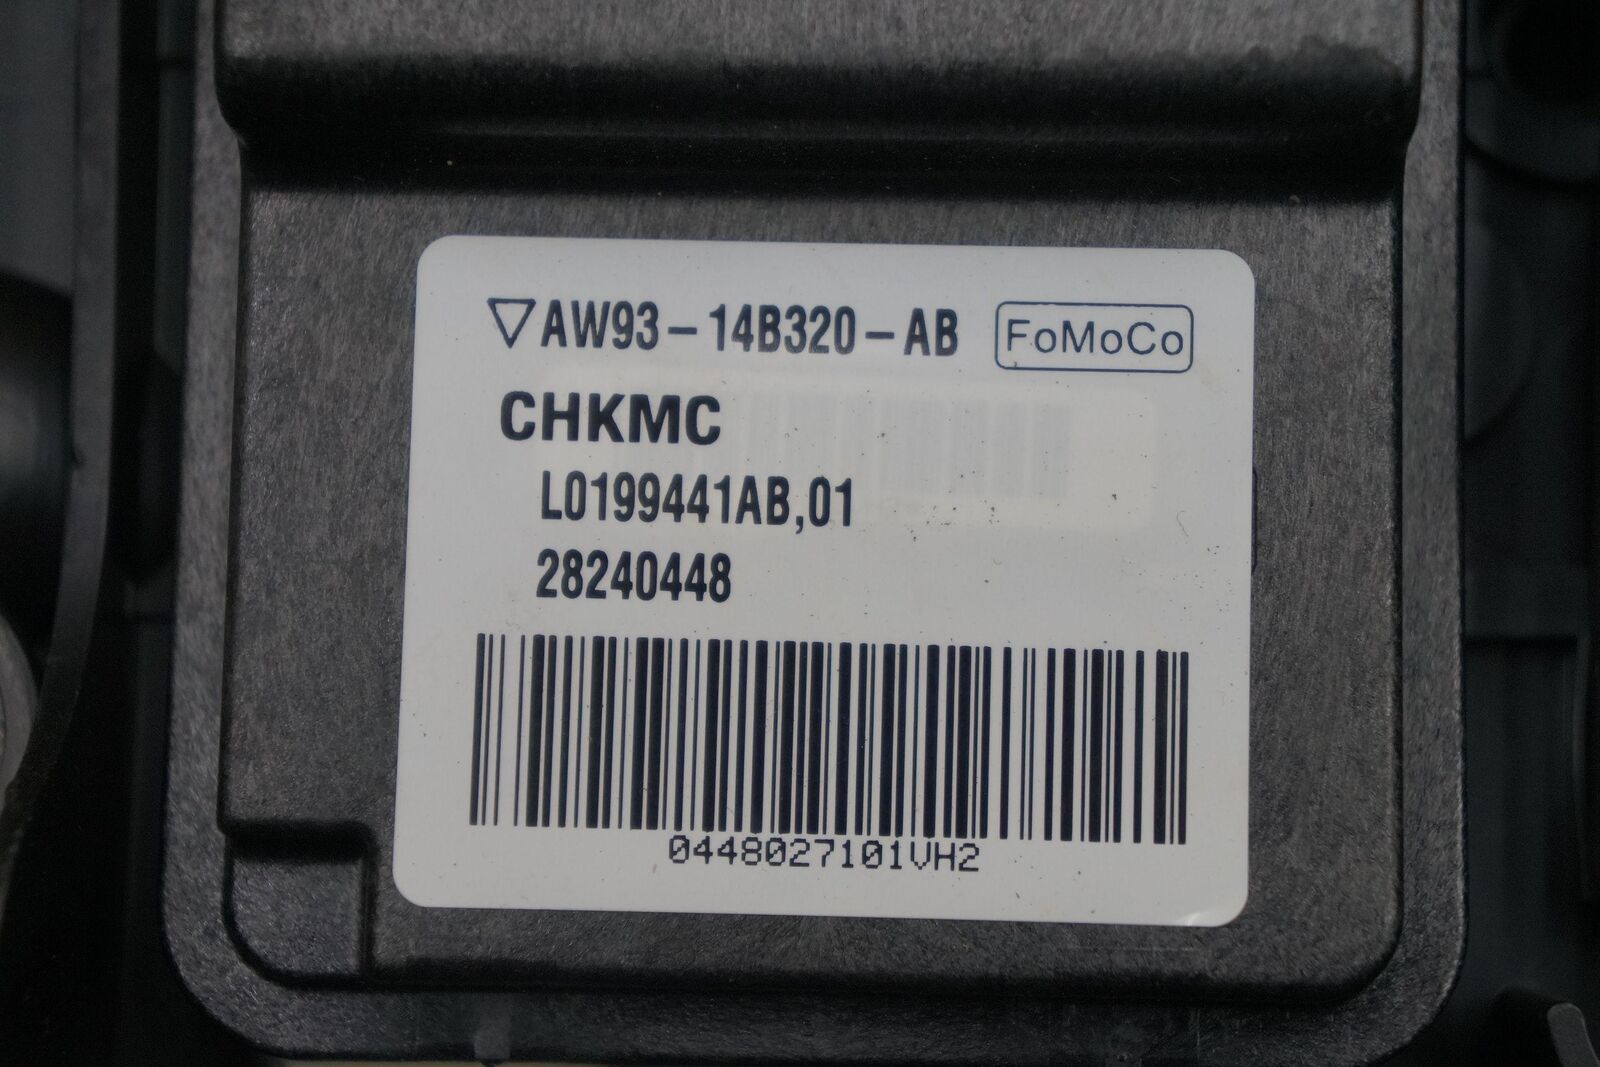 ▽AW93-14B320-AB FoMoCo
CHKMC
L0199441AB,01
28240448
0448027101VH2